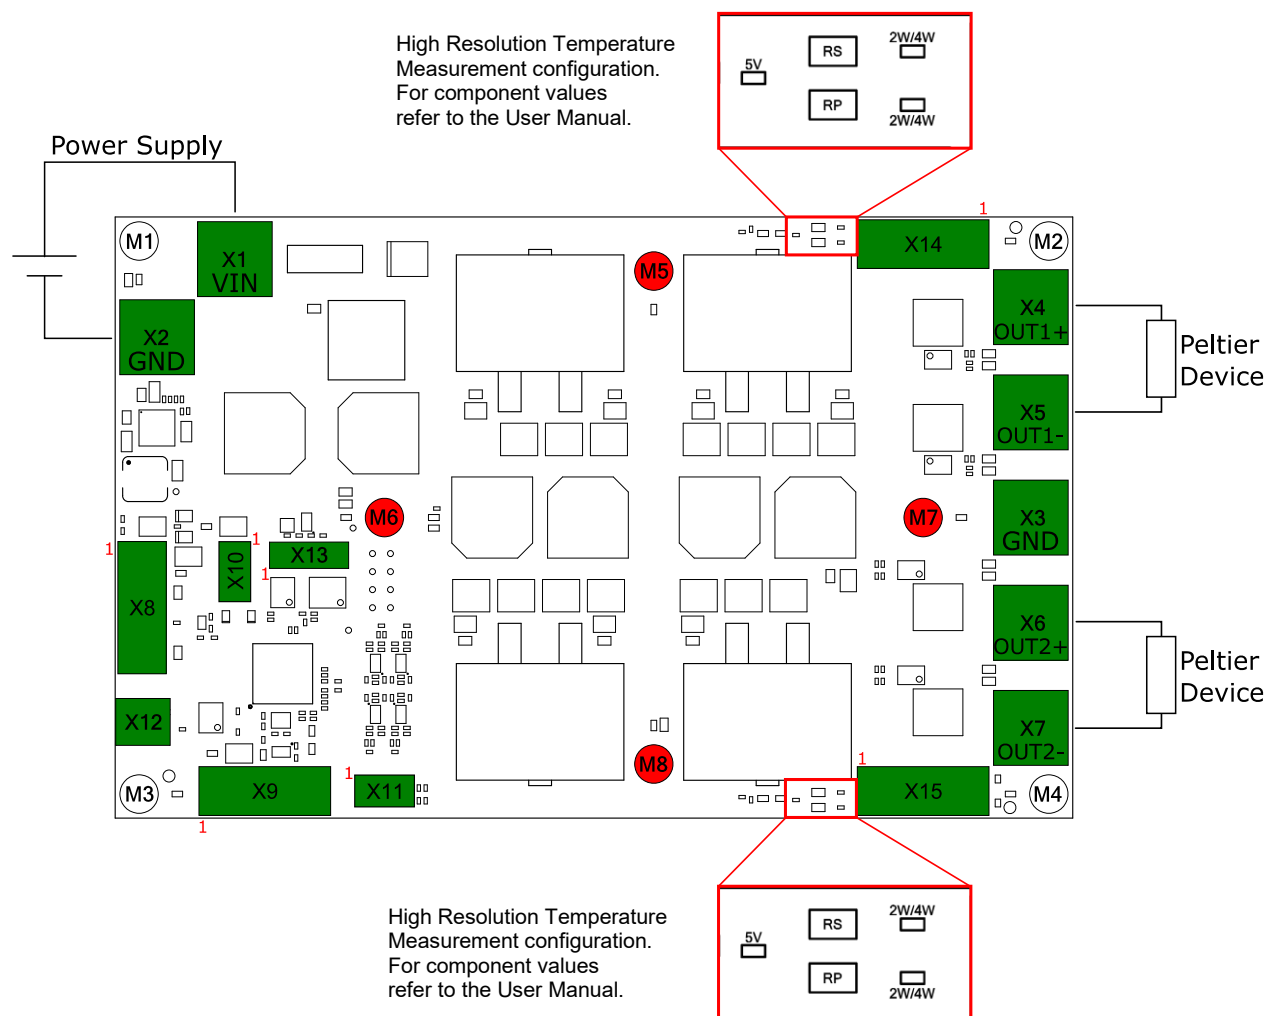 High Resolution Temperature
Measurement configuration.
For component values
refer to the User Manual.
5V
RS
2W/4W
RP
2W/4W
Power Supply
M1
X1
VIN
M5
1
X14
M2
X2
GND
X4
OUT1+
Peltier
Device
X5
OUT1-
M6
M7
X3
GND
1
X8
1
X10
X13
1
X6
OUT2+
Peltier
Device
X12
X7
OUT2-
M8
M3
X9
1
1
X11
1
X15
M4
High Resolution Temperature
Measurement configuration.
For component values
refer to the User Manual.
5V
RS
2W/4W
RP
2W/4W